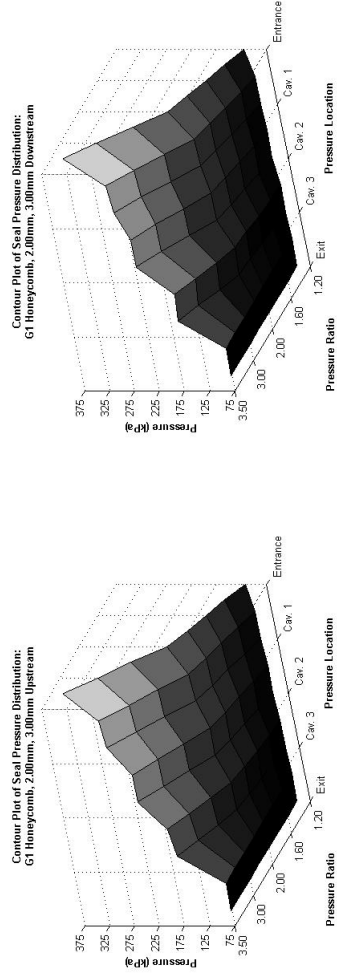 Contour Plot of Seal Pressure Distribution:
G1 Honeycomb, 2.00mm, 3.00mm Upstream
375
325
275
225
175
125
75
Pressure (kPa)
3.50
3.00
2.00
1.60
1.20
Pressure Ratio
Exit
Cav. 3
Cav. 2
Cav. 1
Entrance
Pressure Location
Contour Plot of Seal Pressure Distribution:
G1 Honeycomb, 2.00mm, 3.00mm Downstream
375
325
275
225
175
125
75
Pressure (kPa)
3.50
3.00
2.00
1.60
1.20
Pressure Ratio
Exit
Cav. 3
Cav. 2
Cav. 1
Entrance
Pressure Location